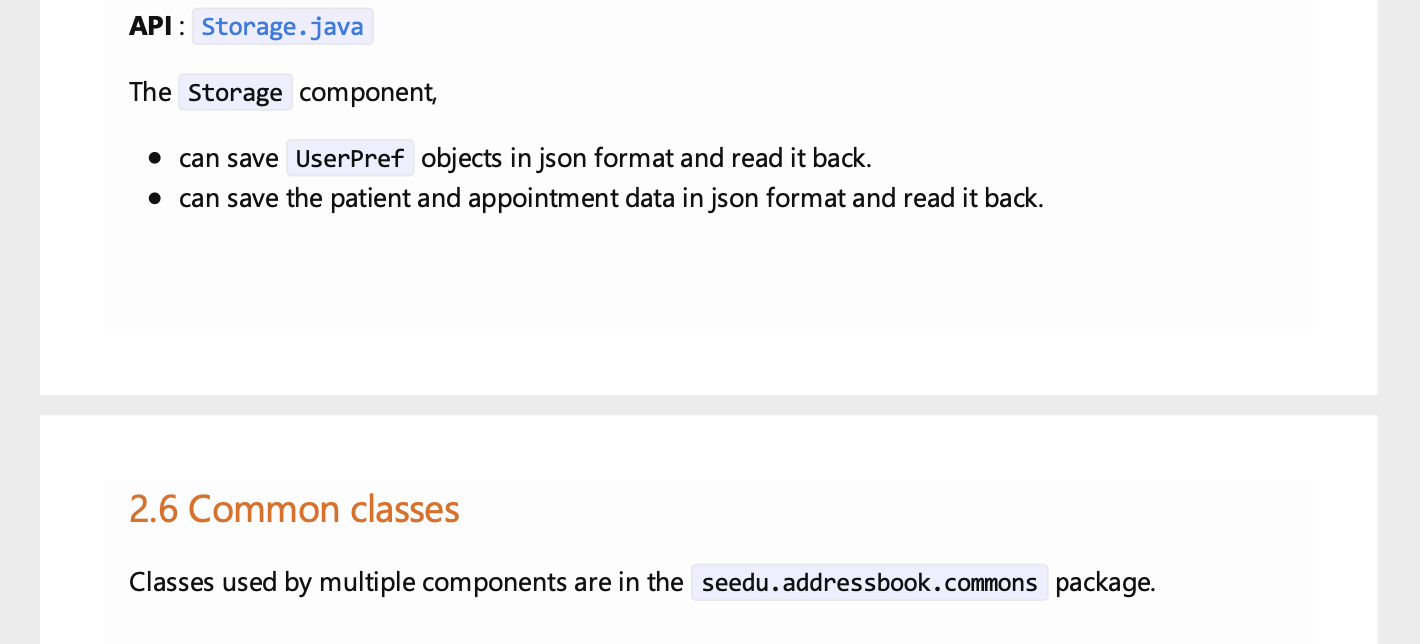 API : Storage.java
The Storage component,
● can save UserPref objects in json format and read it back.
● can save the patient and appointment data in json format and read it back.
2.6 Common classes
Classes used by multiple components are in the seedu.addressbook.commons package.